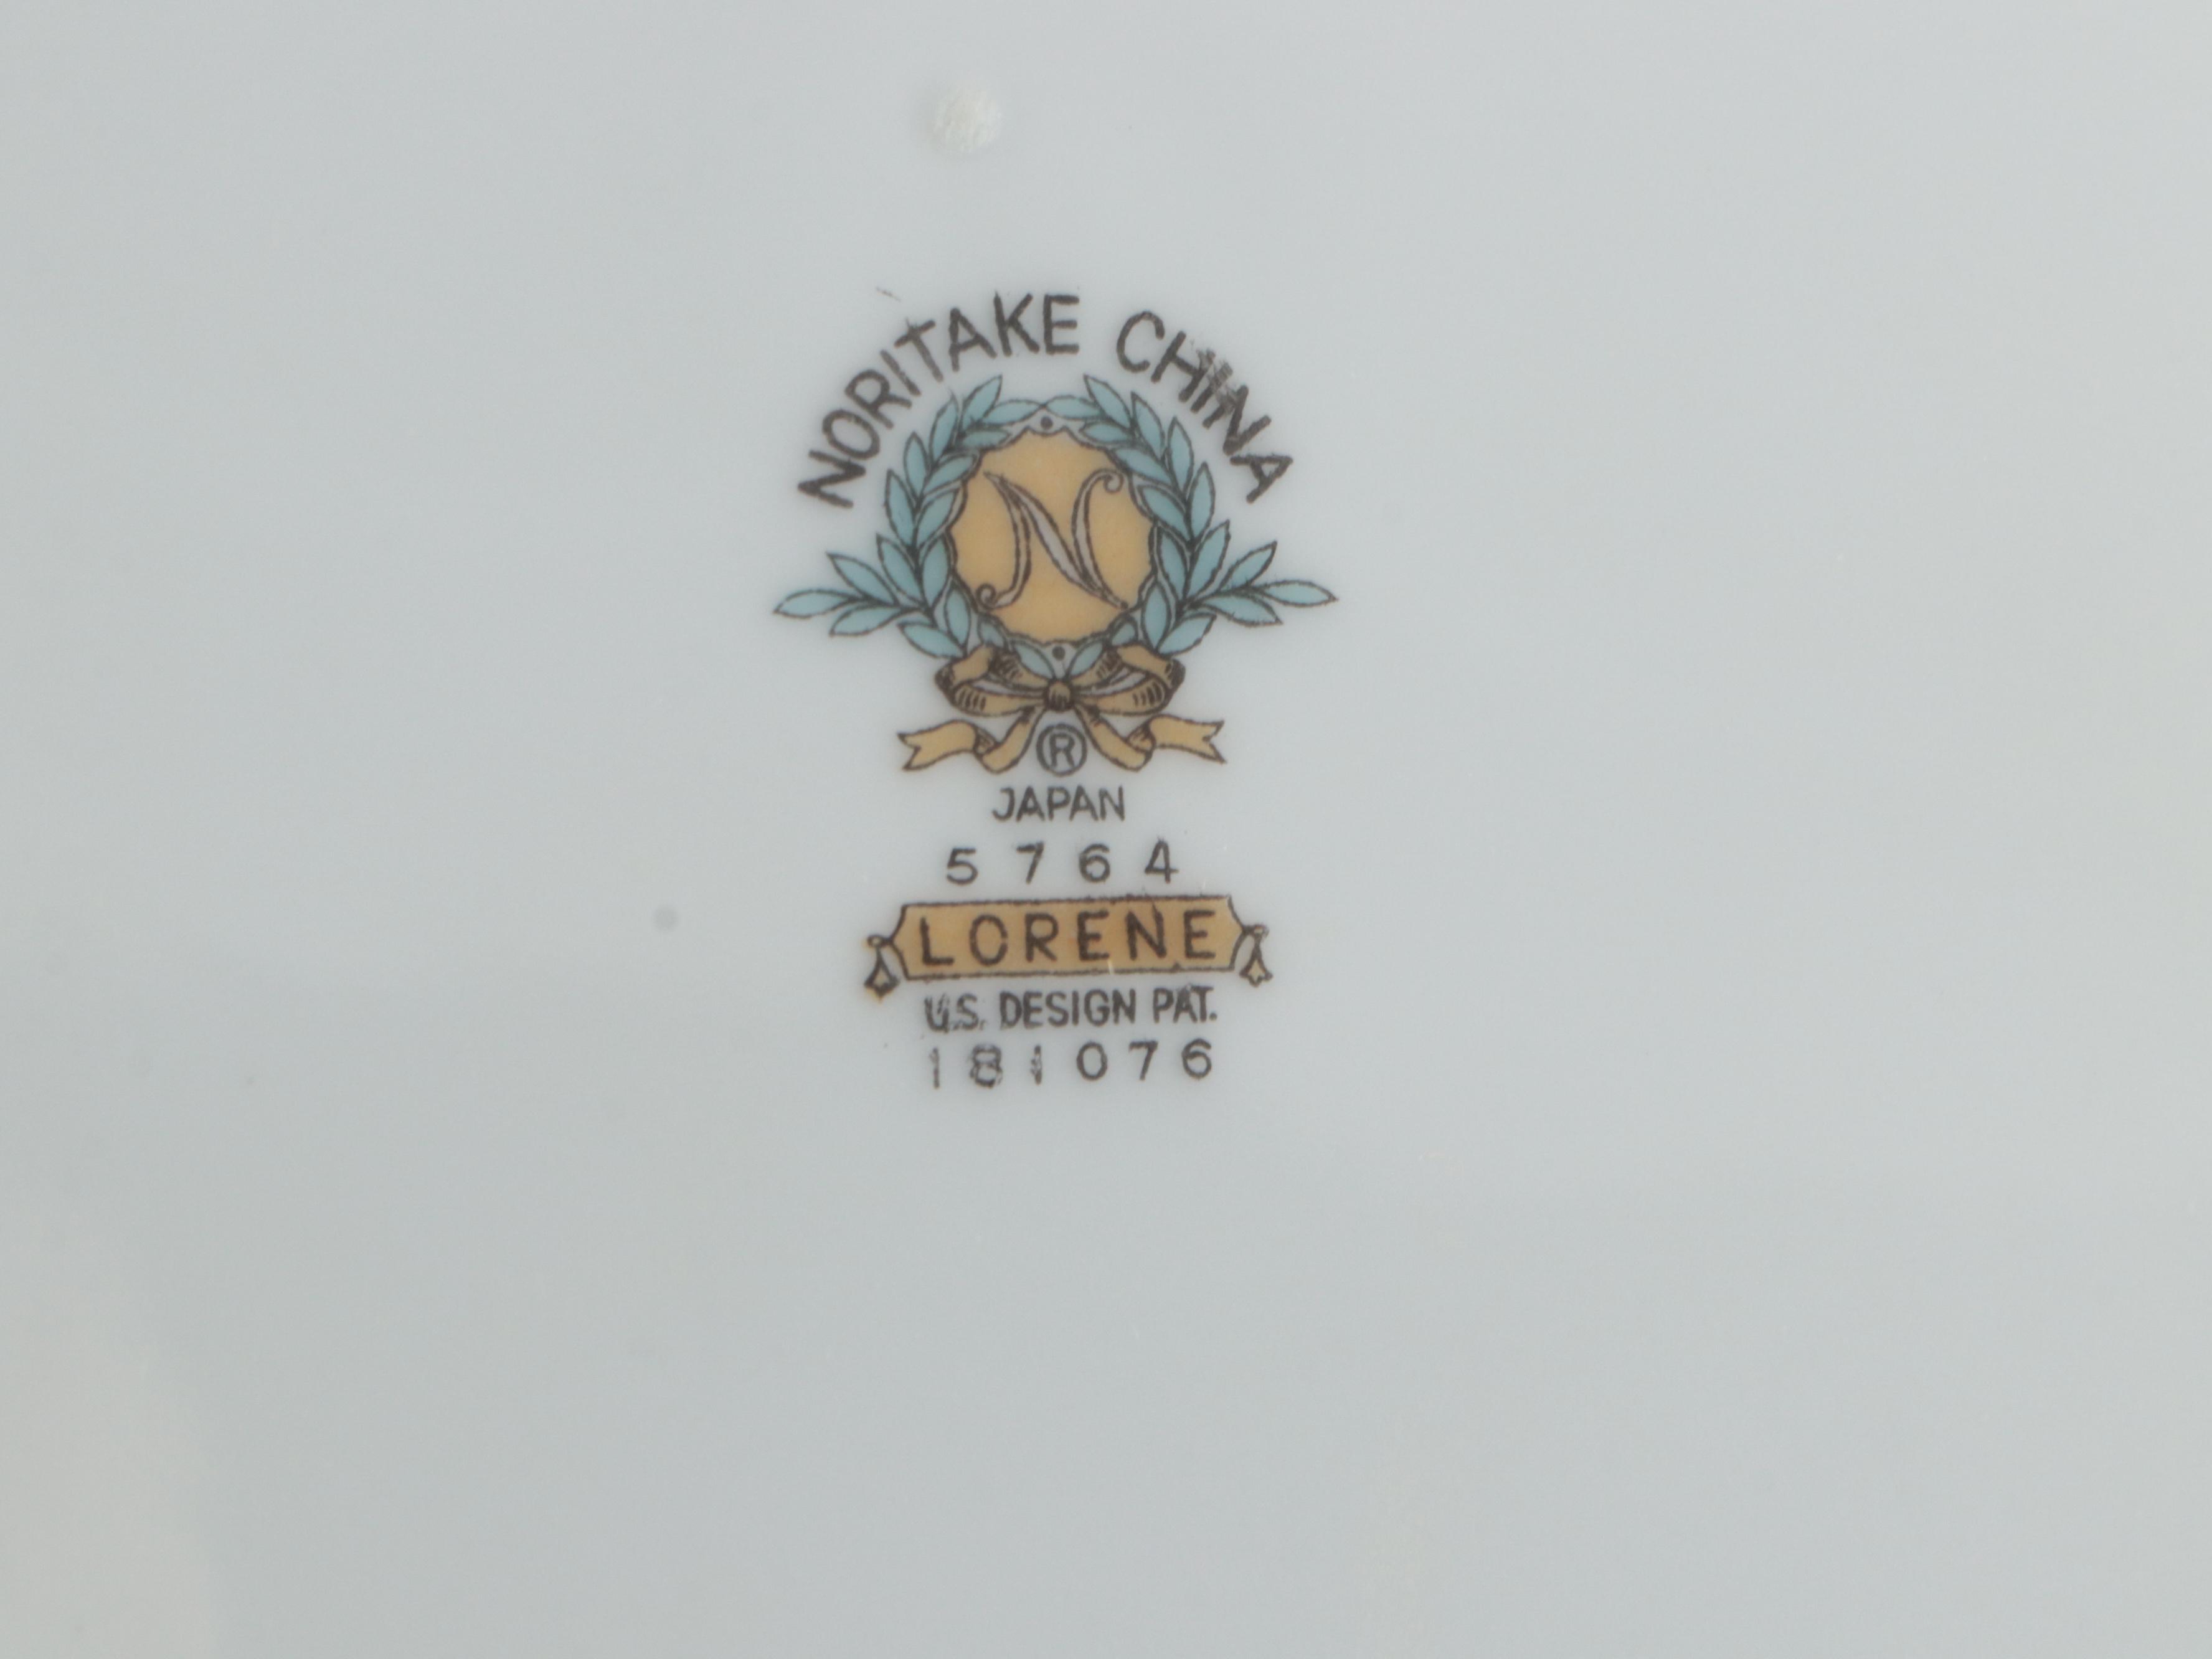 NORITAKE CHINA
N
®
JAPAN
5764
LORENE
U.S. DESIGN PAT.
181076